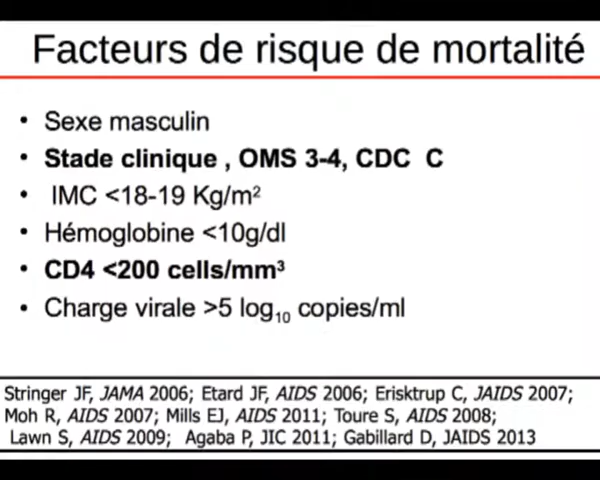 Facteurs de risque de mortalité
• Sexe masculin
• Stade clinique , OMS 3-4, CDC C
• IMC <18-19 Kg/m²
• Hémoglobine <10g/dl
• CD4 <200 cells/mm³
• Charge virale >5 log₁₀ copies/ml
Stringer JF, JAMA 2006; Etard JF, AIDS 2006; Erisktrup C, JAIDS 2007;
Moh R, AIDS 2007; Mills EJ, AIDS 2011; Toure S, AIDS 2008;
Lawn S, AIDS 2009; Agaba P, JIC 2011; Gabillard D, JAIDS 2013